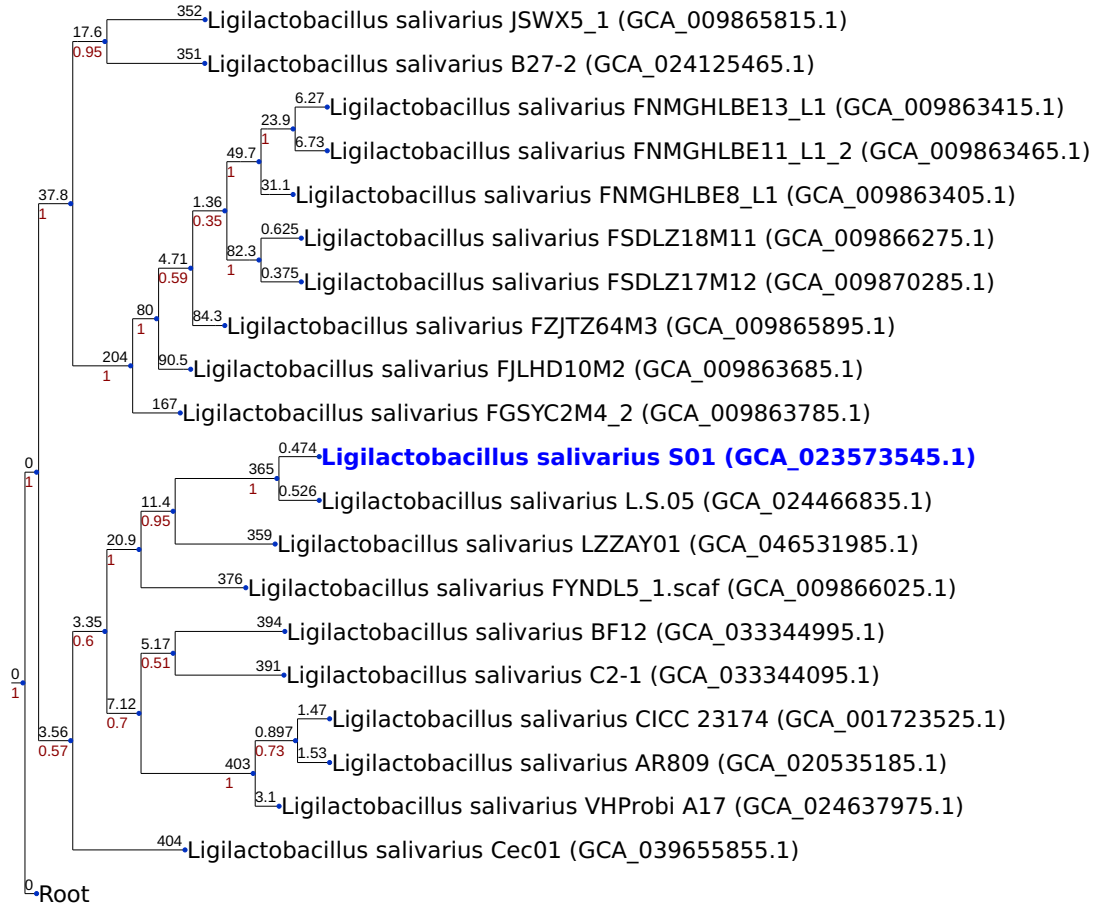 352
Ligilactobacillus salivarius JSWX5_1 (GCA_009865815.1)
17.6
0.95
351
Ligilactobacillus salivarius B27-2 (GCA_024125465.1)
6.27
Ligilactobacillus salivarius FNMGHLBE13_L1 (GCA_009863415.1)
23.9
1
6.73
Ligilactobacillus salivarius FNMGHLBE11_L1_2 (GCA_009863465.1)
49.7
1
31.1
Ligilactobacillus salivarius FNMGHLBE8_L1 (GCA_009863405.1)
37.8
1
1.36
0.35
0.625
Ligilactobacillus salivarius FSDLZ18M11 (GCA_009866275.1)
82.3
1
4.71
0.59
0.375
Ligilactobacillus salivarius FSDLZ17M12 (GCA_009870285.1)
80
1
84.3
Ligilactobacillus salivarius FZJTZ64M3 (GCA_009865895.1)
204
1
90.5
Ligilactobacillus salivarius FJLHD10M2 (GCA_009863685.1)
167
Ligilactobacillus salivarius FGSYC2M4_2 (GCA_009863785.1)
0
1
0.474
Ligilactobacillus salivarius S01 (GCA_023573545.1)
365
1
0.526
Ligilactobacillus salivarius L.S.05 (GCA_024466835.1)
11.4
0.95
359
Ligilactobacillus salivarius LZZAY01 (GCA_046531985.1)
20.9
1
376
Ligilactobacillus salivarius FYNDL5_1.scaf (GCA_009866025.1)
3.35
0.6
394
Ligilactobacillus salivarius BF12 (GCA_033344995.1)
5.17
0.51
391
Ligilactobacillus salivarius C2-1 (GCA_033344095.1)
0
1
7.12
0.7
1.47
Ligilactobacillus salivarius CICC 23174 (GCA_001723525.1)
3.56
0.57
0.897
0.73
1.53
Ligilactobacillus salivarius AR809 (GCA_020535185.1)
403
1
3.1
Ligilactobacillus salivarius VHProbi A17 (GCA_024637975.1)
404
Ligilactobacillus salivarius Cec01 (GCA_039655855.1)
0
Root